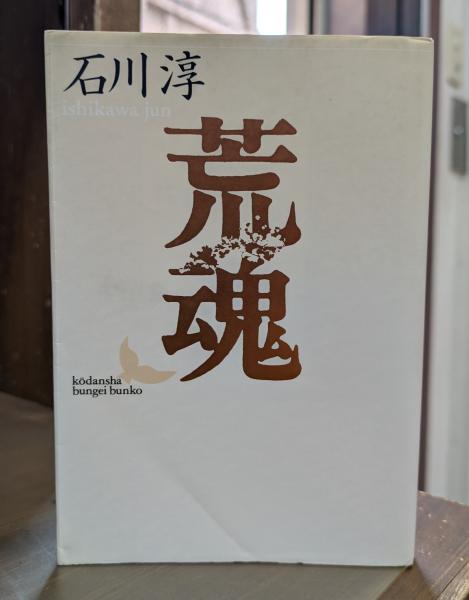 石川淳
ishikawa jun
荒魂
kōdansha
bungei bunko